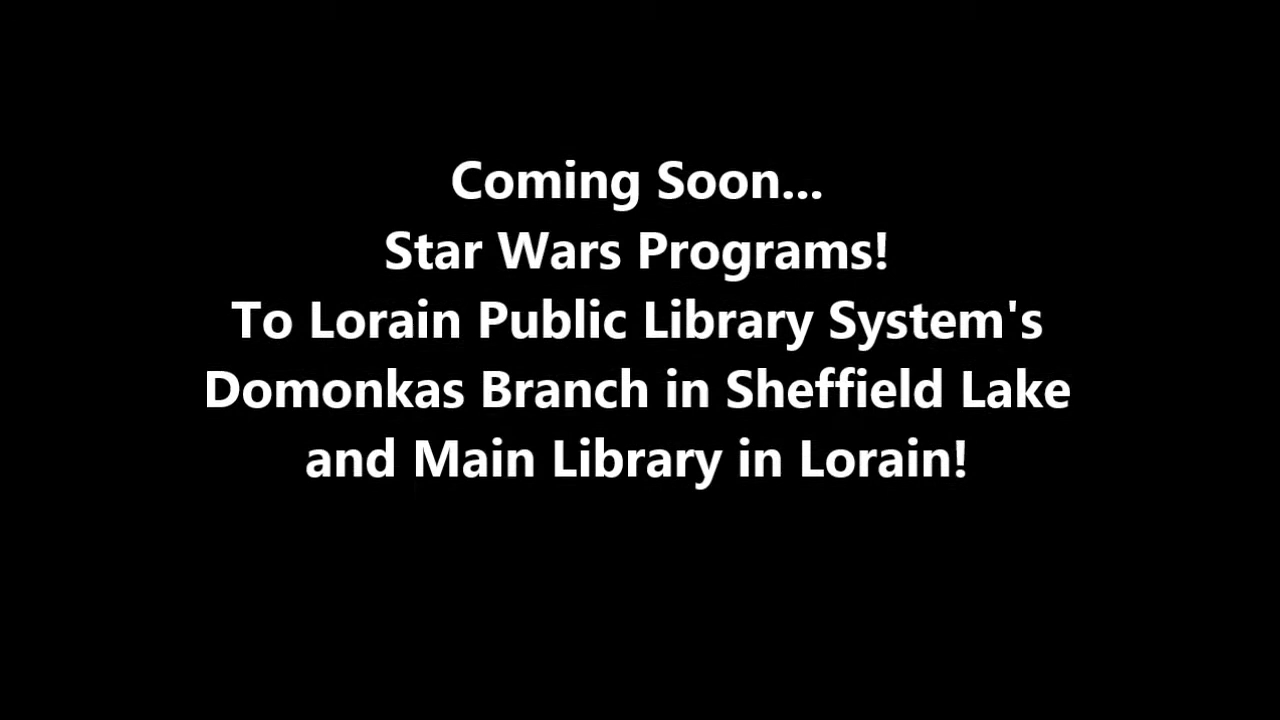 Coming Soon...
Star Wars Programs!
To Lorain Public Library System's
Domonkas Branch in Sheffield Lake
and Main Library in Lorain!